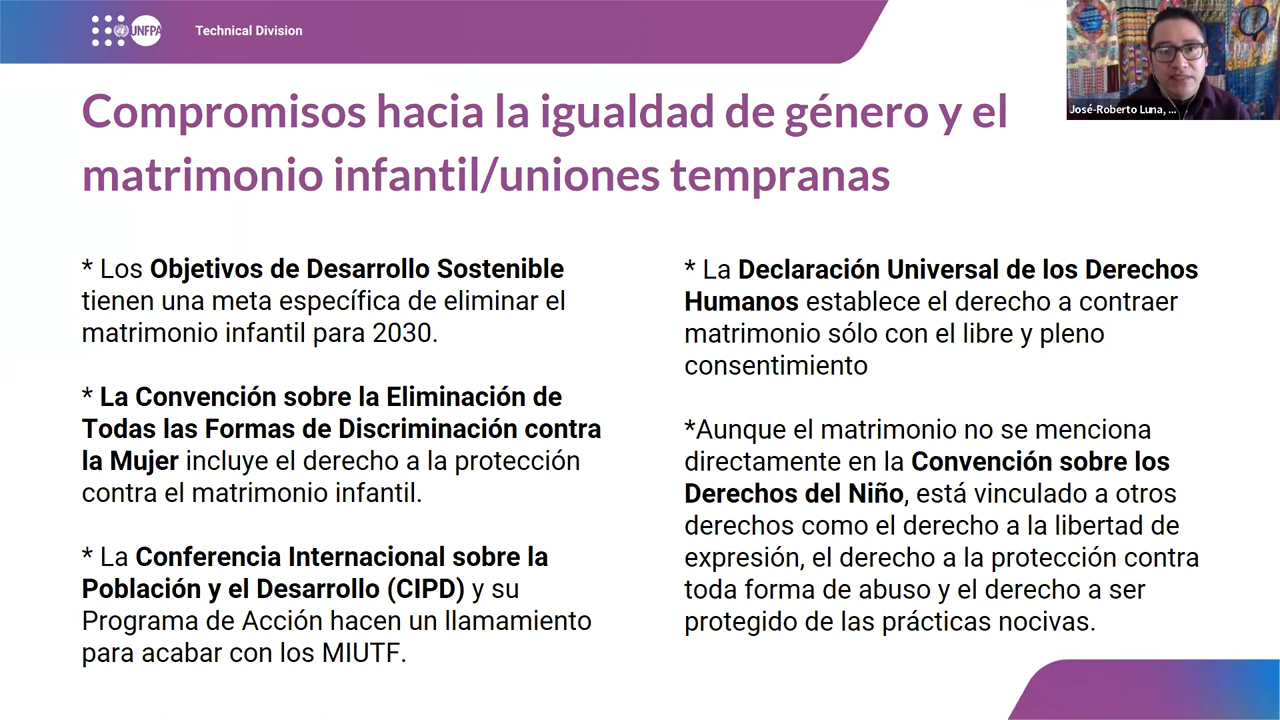 UNFPA
Technical Division
José-Roberto Luna, ...
Compromisos hacia la igualdad de género y el
matrimonio infantil/uniones tempranas
* Los Objetivos de Desarrollo Sostenible
tienen una meta específica de eliminar el
matrimonio infantil para 2030.
* La Convención sobre la Eliminación de
Todas las Formas de Discriminación contra
la Mujer incluye el derecho a la protección
contra el matrimonio infantil.
* La Conferencia Internacional sobre la
Población y el Desarrollo (CIPD) y su
Programa de Acción hacen un llamamiento
para acabar con los MIUTF.
* La Declaración Universal de los Derechos
Humanos establece el derecho a contraer
matrimonio sólo con el libre y pleno
consentimiento
*Aunque el matrimonio no se menciona
directamente en la Convención sobre los
Derechos del Niño, está vinculado a otros
derechos como el derecho a la libertad de
expresión, el derecho a la protección contra
toda forma de abuso y el derecho a ser
protegido de las prácticas nocivas.